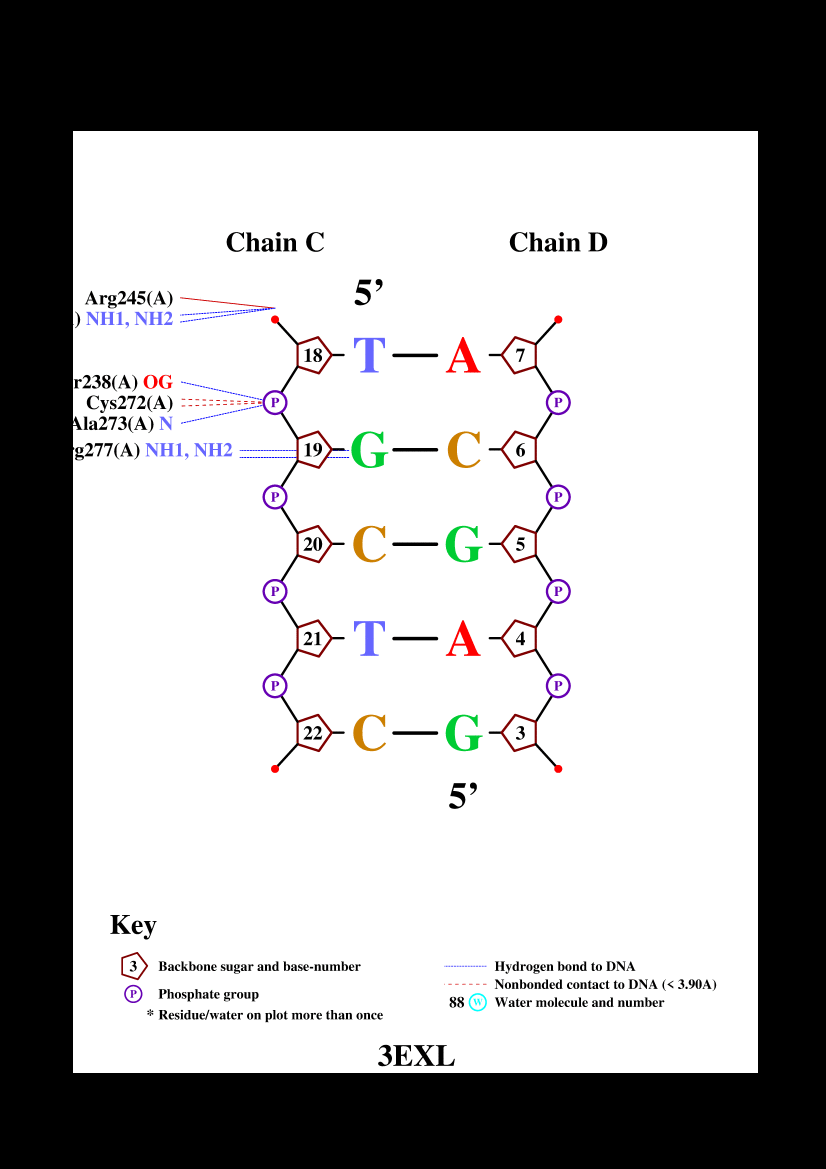 Chain C Chain D
5’
Arg245(A)
) NH1, NH2
18 T A 7
r238(A) OG
Cys272(A)
P P
Ala273(A) N
rg277(A) NH1, NH2
19 G C 6
P P
20 C G 5
P P
21 T A 4
P P
22 C G 3
5’
Key
3 Backbone sugar and base-number
Hydrogen bond to DNA
Nonbonded contact to DNA (< 3.90A)
P Phosphate group
88 W Water molecule and number
* Residue/water on plot more than once
3EXL